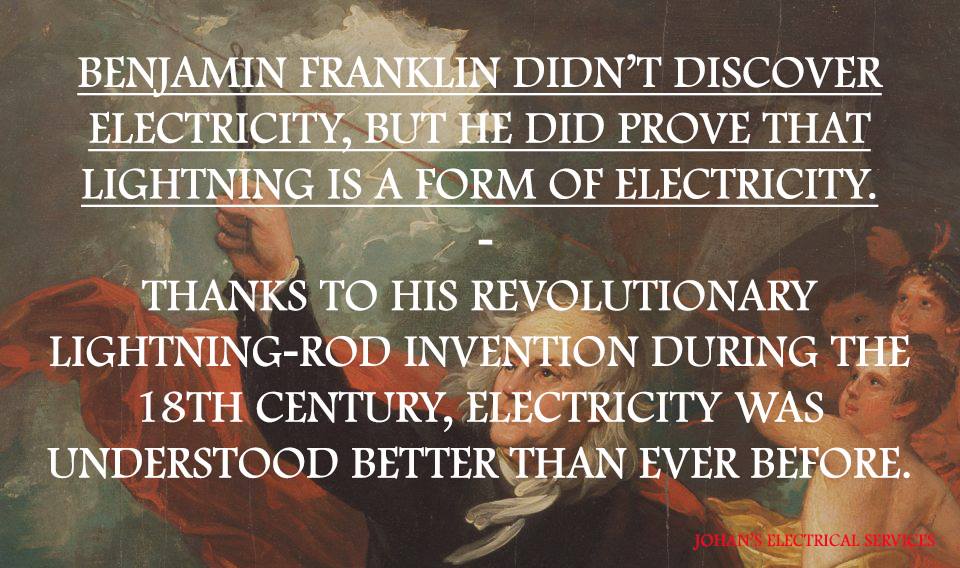 BENJAMIN FRANKLIN DIDN'T DISCOVER
ELECTRICITY, BUT HE DID PROVE THAT
LIGHTNING IS A FORM OF ELECTRICITY.
-
THANKS TO HIS REVOLUTIONARY
LIGHTNING-ROD INVENTION DURING THE
18TH CENTURY, ELECTRICITY WAS
UNDERSTOOD BETTER THAN EVER BEFORE.
JOHAN'S ELECTRICAL SERVICES